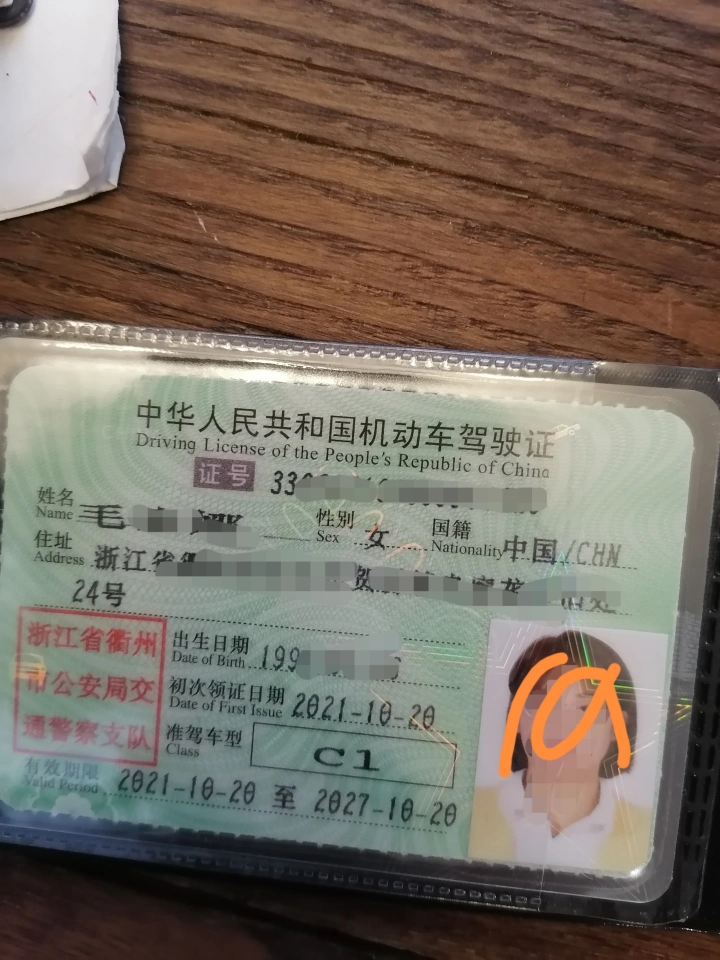 中华人民共和国机动车驾驶证
Driving License of the People's Republic of China
证号 33
姓名 Name 毛 性别 Sex 女 国籍 Nationality 中国/CHN
住址 Address 浙江省
24号
浙江省衢州
市公安局交
通警察支队
出生日期 Date of Birth 199
初次领证日期 Date of First Issue 2021-10-20
准驾车型 Class C1
有效期限 Valid Period 2021-10-20 至 2027-10-20